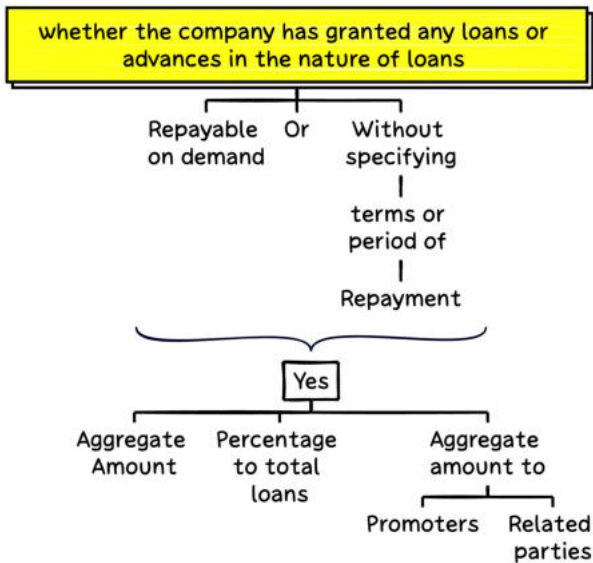 whether the company has granted any loans or
advances in the nature of loans
Repayable
on demand
Or
Without
specifying
terms or
period of
Repayment
Yes
Aggregate
Amount
Percentage
to total
loans
Aggregate
amount to
Promoters
Related
parties